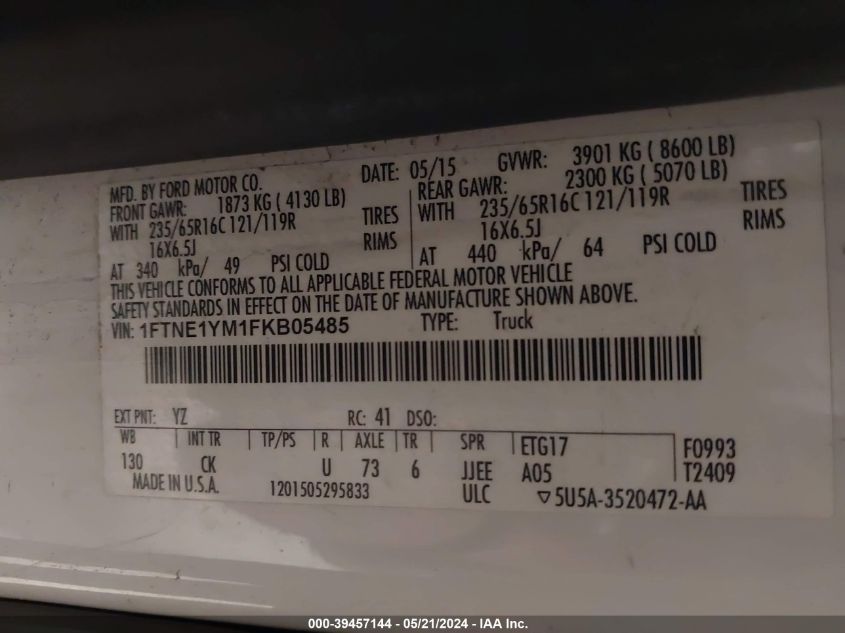 MFD. BY FORD MOTOR CO. DATE: 05/15 GVWR: 3901 KG ( 8600 LB)
FRONT GAWR: 1873 KG ( 4130 LB) REAR GAWR: 2300 KG ( 5070 LB)
WITH 235/65R16C 121/119R TIRES WITH 235/65R16C 121/119R TIRES
16X6.5J RIMS 16X6.5J RIMS
AT 340 kPa/ 49 PSI COLD AT 440 kPa/ 64 PSI COLD
THIS VEHICLE CONFORMS TO ALL APPLICABLE FEDERAL MOTOR VEHICLE
SAFETY STANDARDS IN EFFECT ON THE DATE OF MANUFACTURE SHOWN ABOVE.
VIN: 1FTNE1YM1FKB05485 TYPE: Truck
EXT PNT: YZ RC: 41 DSO:
WB INT TR TP/PS R AXLE TR SPR ETG17 F0993
130 CK U 73 6 JJEE A05 T2409
MADE IN U.S.A. 1201505295833 ULC ▽5U5A-3520472-AA
000-39457144 - 05/21/2024 - IAA Inc.